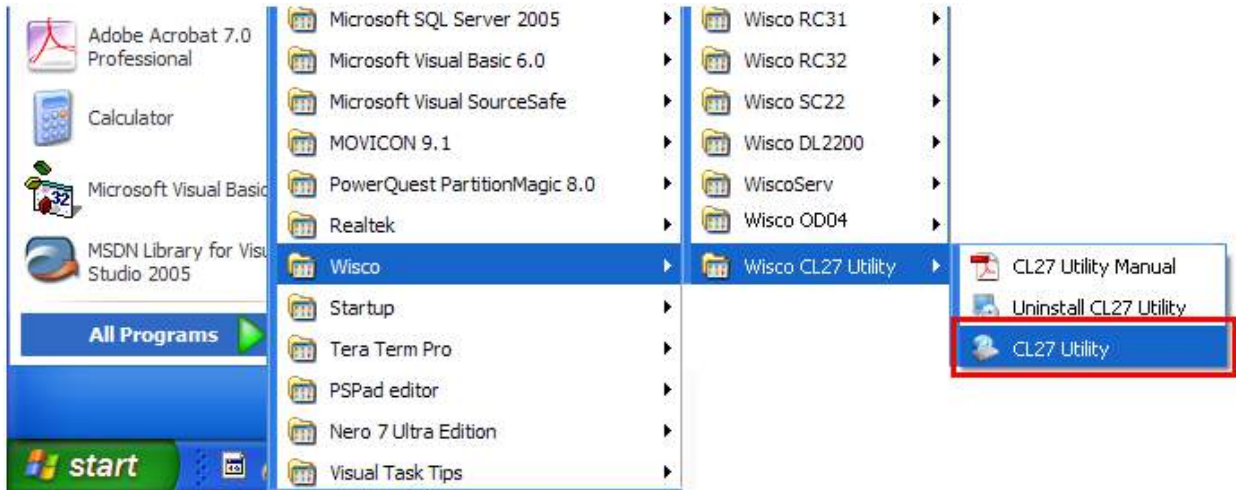 Adobe Acrobat 7.0
Professional
Calculator
Microsoft Visual Basic
MSDN Library for Visu
Studio 2005
All Programs
start
Microsoft SQL Server 2005
Microsoft Visual Basic 6.0
Microsoft Visual SourceSafe
MOVICON 9.1
PowerQuest PartitionMagic 8.0
Realtek
Wisco
Startup
Tera Term Pro
PSPad editor
Nero 7 Ultra Edition
Visual Task Tips
Wisco RC31
Wisco RC32
Wisco SC22
Wisco DL2200
WiscoServ
Wisco OD04
Wisco CL27 Utility
CL27 Utility Manual
Uninstall CL27 Utility
CL27 Utility